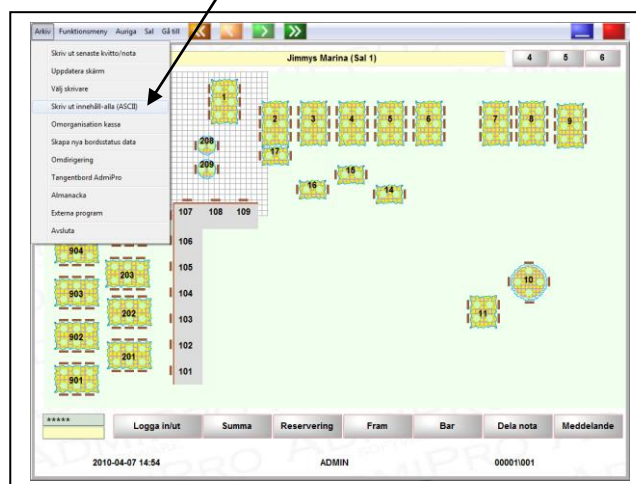 Arkiv Funktionsmeny Auriga Sal Gå till
Jimmys Marina (Sal 1)
4 5 6
Skriv ut senaste kvitto/nota
Uppdatera skärm
Välj skrivare
Skriv ut innehåll-alla (ASCII)
Omorganisation kassa
Skapa nya bordsstatus data
Omdirigering
Tangentbord AdmiPro
Almanacka
Externa program
Avsluta
1
2 3 4 5 6 7 8 9
208
17
209
15
16
14
107 108 109
106
904
105
203
10
903
104
202
11
103
902
102
201
101
901
*****
Logga in/ut Summa Reservering Fram Bar Dela nota Meddelande
2010-04-07 14:54 ADMIN 00001\001